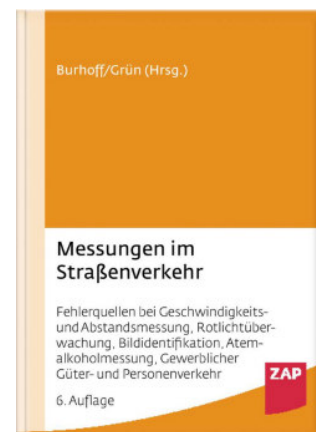 Burhoff/Grün (Hrsg.)
Messungen im
Straßenverkehr
Fehlerquellen bei Geschwindigkeits-
und Abstandsmessung, Rotlichtüber-
wachung, Bildidentifikation, Atem-
alkoholmessung, Gewerblicher
Güter- und Personenverkehr
ZAP
6. Auflage